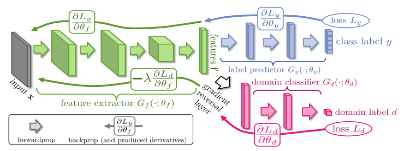 ∂L_y/∂θ_f
∂L_y/∂θ_y
loss L_y
input x
features f
class label y
label predictor G_y(·;θ_y)
−λ ∂L_d/∂θ_f
domain classifier G_d(·;θ_d)
feature extractor G_f(·;θ_f)
gradient reversal layer
domain label d
∂L_d/∂θ_d
loss L_d
forwardprop
backprop (and produced derivatives)
∂L_y/∂θ_f